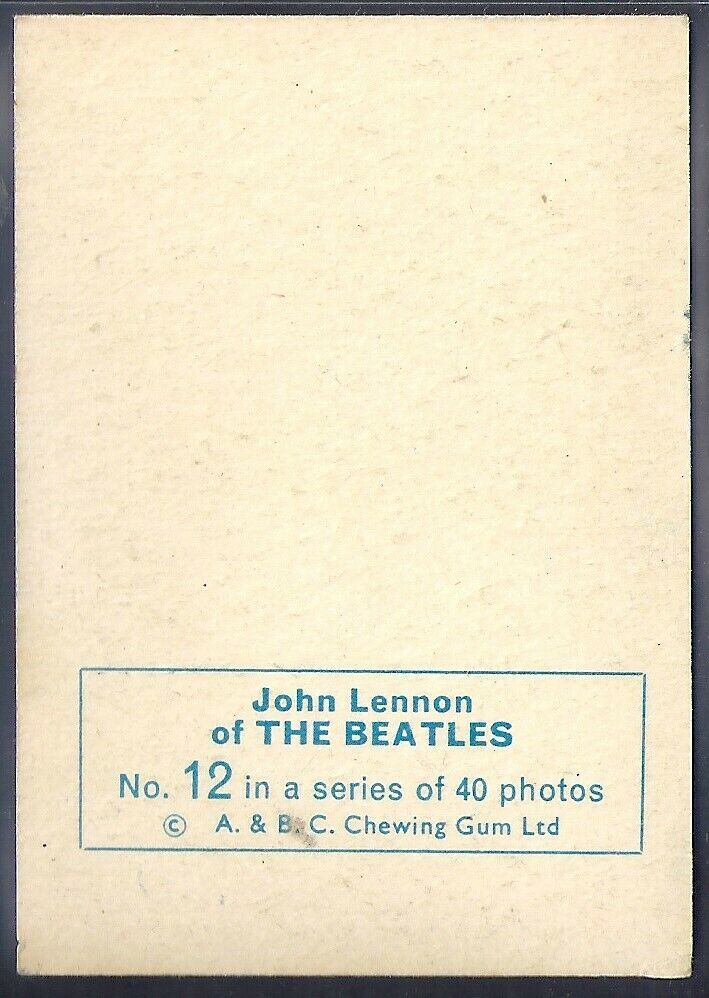 John Lennon
of THE BEATLES
No. 12 in a series of 40 photos
© A. & B. C. Chewing Gum Ltd